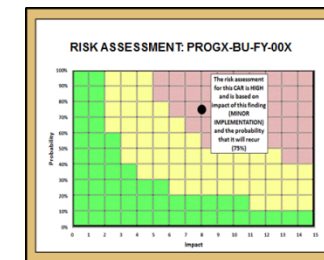 RISK ASSESSMENT: PROGX-BU-FY-00X
100%
90%
80%
70%
60%
50%
40%
30%
20%
10%
0%
Probability
The risk assessment
for this CAR is HIGH
and is based on
impact of this finding
(MINOR
IMPLEMENTATION)
and the probability
that it will recur
(75%)
0 1 2 3 4 5 6 7 8 9 10 11 12 13 14 15
Impact